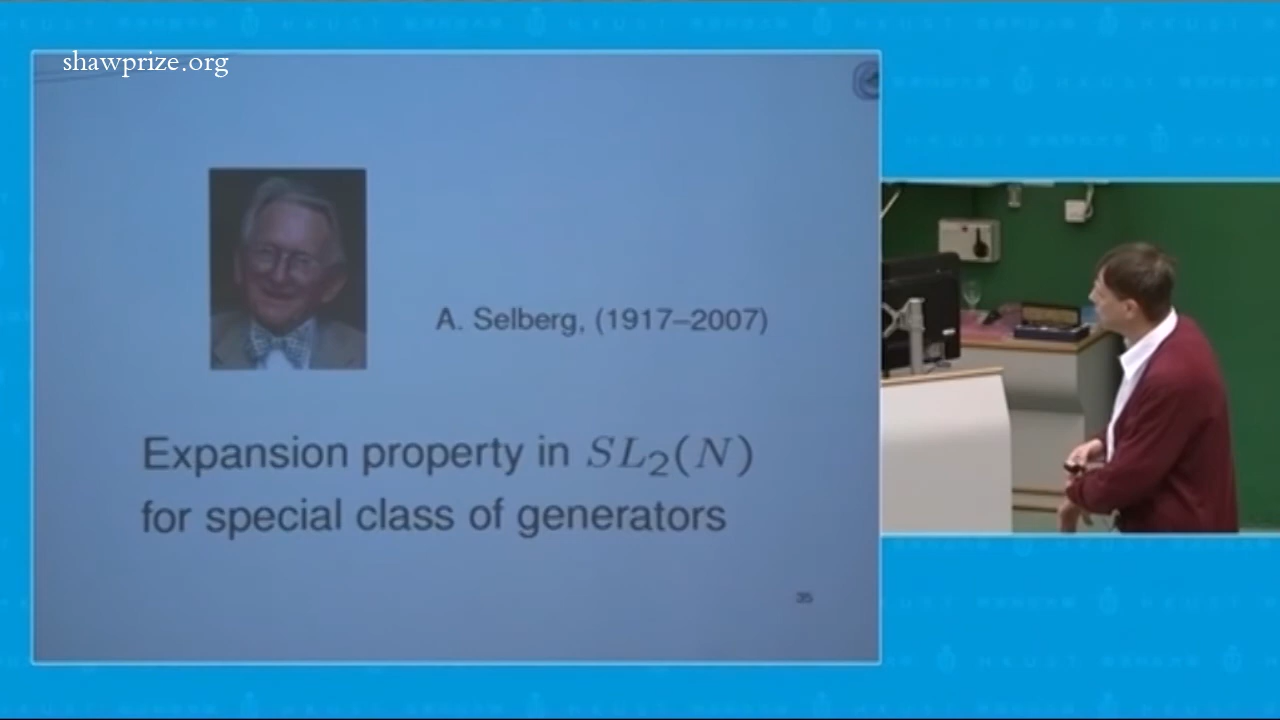 shawprize.org
A. Selberg, (1917–2007)
Expansion property in SL₂(N)
for special class of generators
35